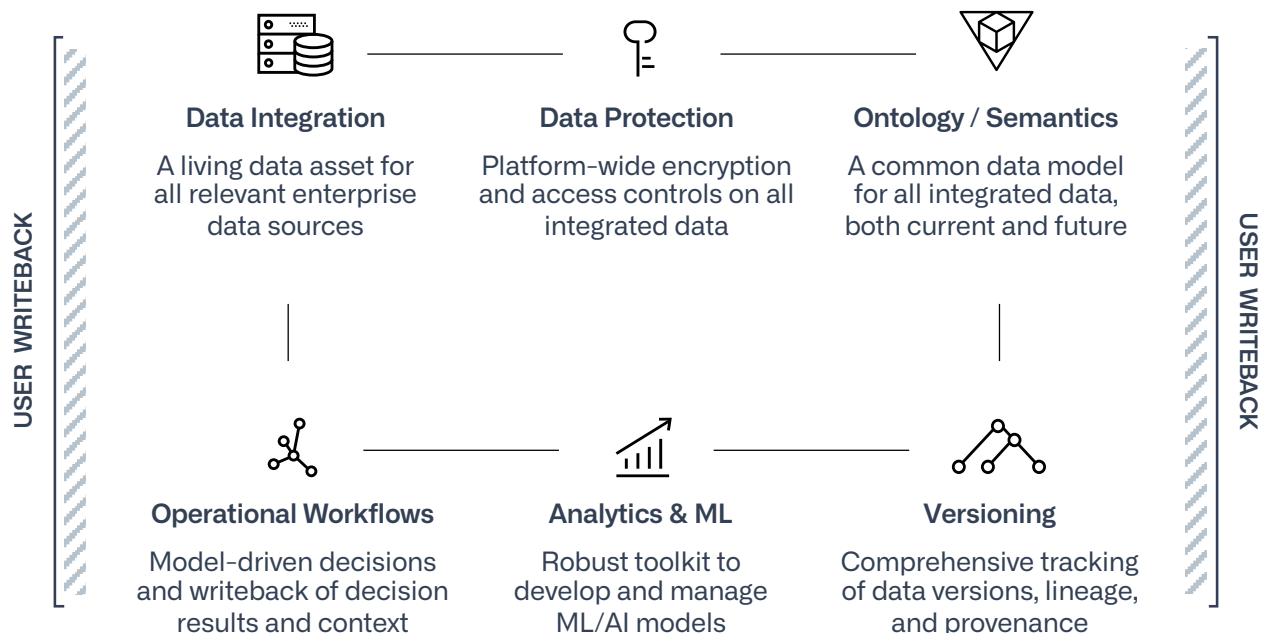 USER WRITEBACK
Data Integration
A living data asset for
all relevant enterprise
data sources
Data Protection
Platform-wide encryption
and access controls on all
integrated data
Ontology / Semantics
A common data model
for all integrated data,
both current and future
Operational Workflows
Model-driven decisions
and writeback of decision
results and context
Analytics & ML
Robust toolkit to
develop and manage
ML/AI models
Versioning
Comprehensive tracking
of data versions, lineage,
and provenance
USER WRITEBACK